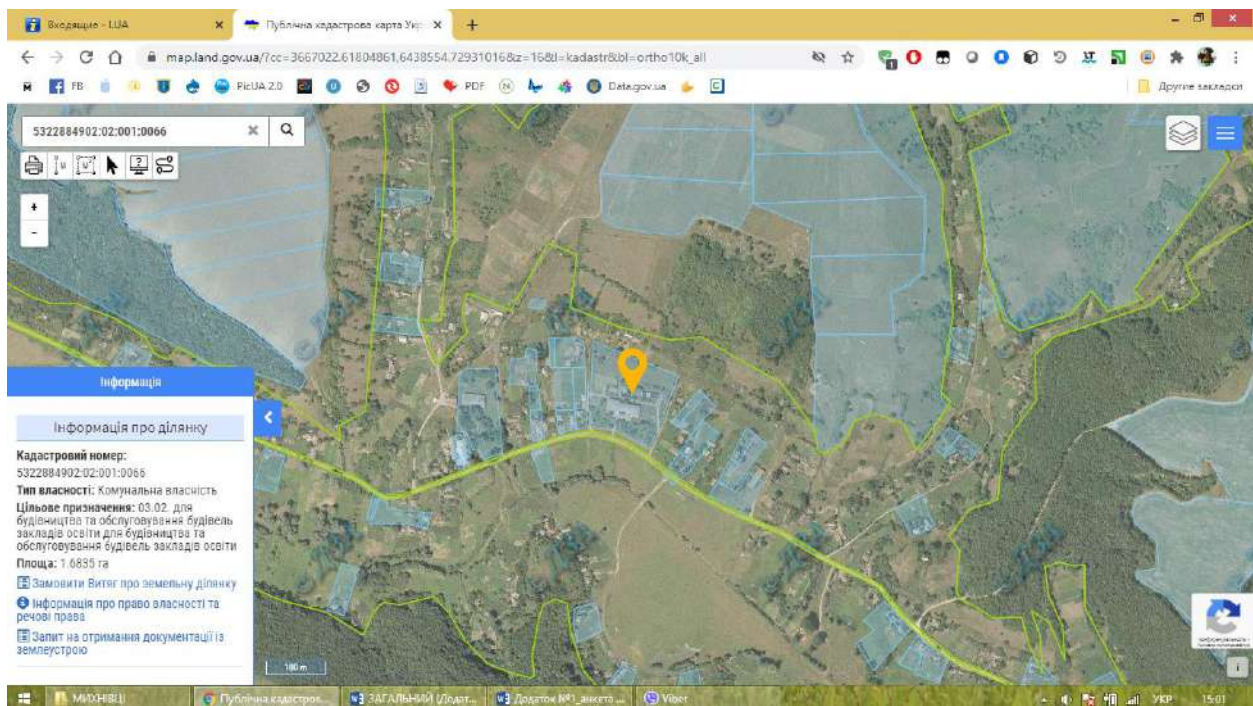 Входящие - I.UA
Публічна кадастрова карта Укр
map.land.gov.ua/?cc=3667022.61804861,6438554.72931016&z=16&l=kadastr&bl=ortho10k_all
FB
PicUA 2.0
PDF
Data.gov.ua
Другие закладки
5322884902:02:001:0066
+
-
Інформація
Інформація про ділянку
Кадастровий номер:
5322884902:02:001:0066
Тип власності: Комунальна власність
Цільове призначення: 03.02. для
будівництва та обслуговування будівель
закладів освіти для будівництва та
обслуговування будівель закладів освіти
Площа: 1.6835 га
Замовити Витяг про земельну ділянку
Інформація про право власності та
речові права
Запит на отримання документації із
землеустрою
МИХНІВЦІ
Публічна кадастров...
ЗАГАЛЬНИЙ (Додат...
Додаток №1_анкета ...
Viber
УКР
15:01